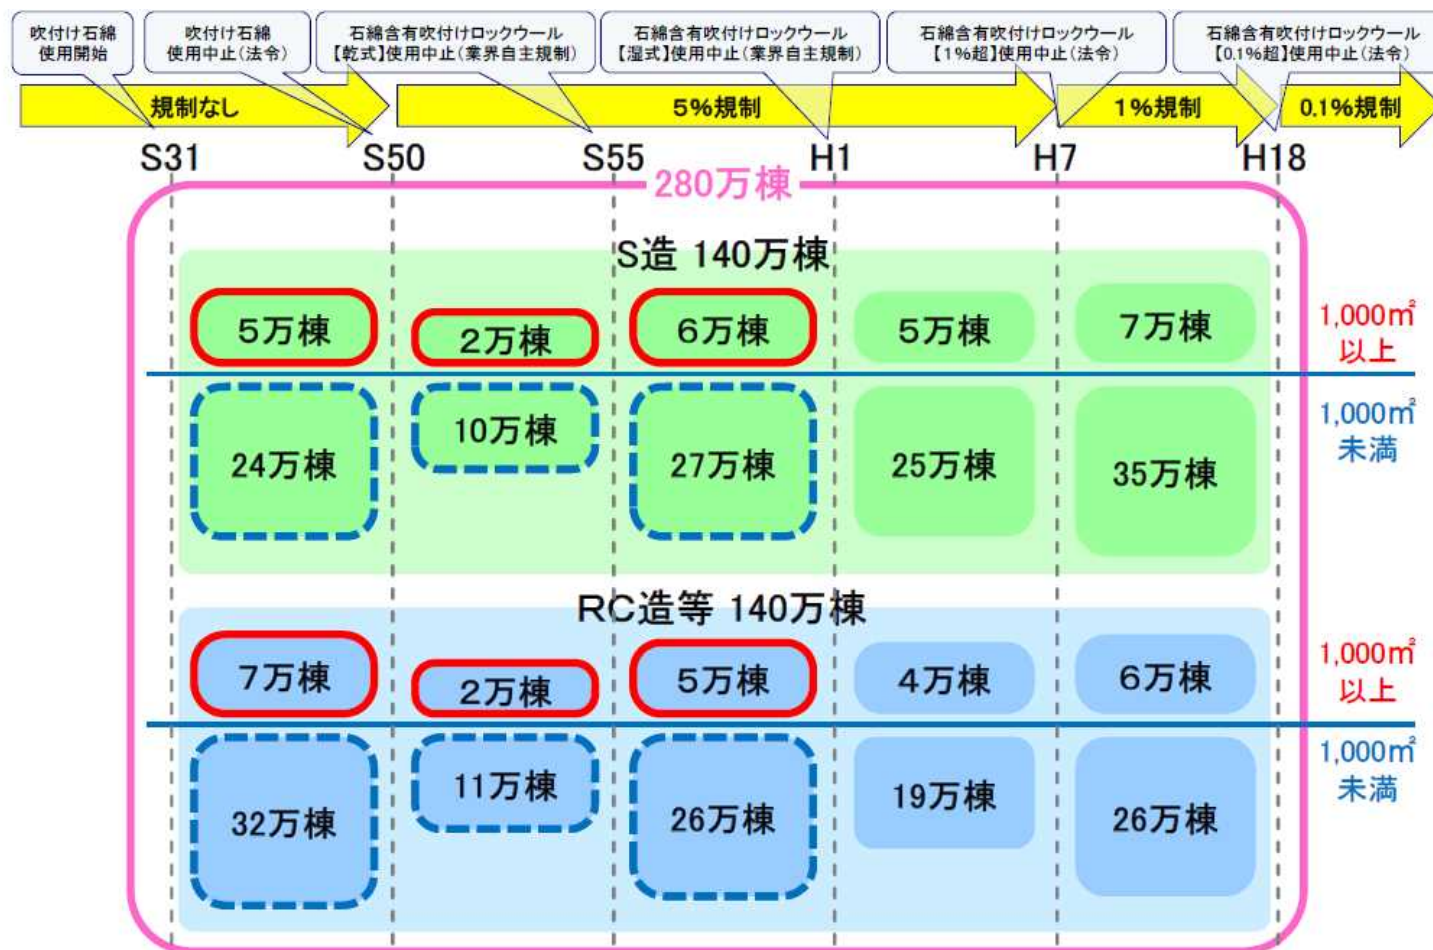 吹付け石綿
使用開始
吹付け石綿
使用中止(法令)
石綿含有吹付けロックウール
【乾式】使用中止(業界自主規制)
石綿含有吹付けロックウール
【湿式】使用中止(業界自主規制)
石綿含有吹付けロックウール
【1%超】使用中止(法令)
石綿含有吹付けロックウール
【0.1%超】使用中止(法令)
規制なし
5%規制
1%規制
0.1%規制
S31
S50
S55
H1
H7
H18
280万棟
S造 140万棟
5万棟
2万棟
6万棟
5万棟
7万棟
1,000㎡
以上
24万棟
10万棟
27万棟
25万棟
35万棟
1,000㎡
未満
RC造等 140万棟
7万棟
2万棟
5万棟
4万棟
6万棟
1,000㎡
以上
32万棟
11万棟
26万棟
19万棟
26万棟
1,000㎡
未満